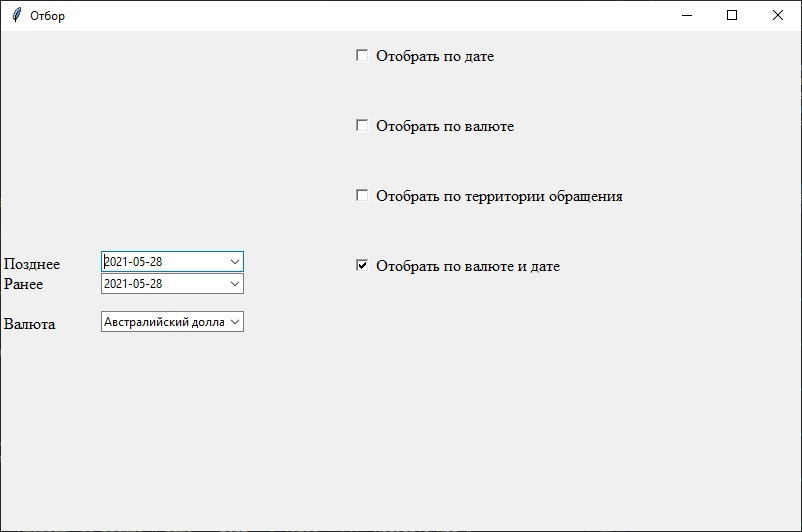 Отбор
Отобрать по дате
Отобрать по валюте
Отобрать по территории обращения
Позднее 2021-05-28 Отобрать по валюте и дате
Ранее 2021-05-28
Валюта Австралийский долла